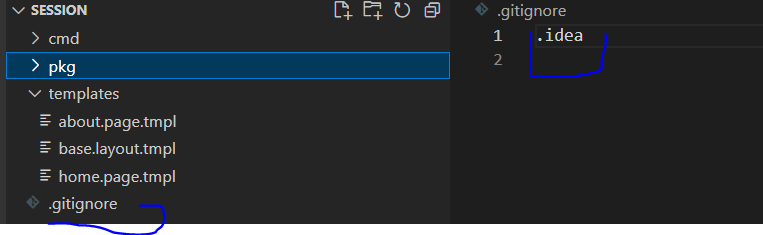 SESSION
cmd
pkg
templates
about.page.tmpl
base.layout.tmpl
home.page.tmpl
.gitignore
.gitignore
1 .idea
2